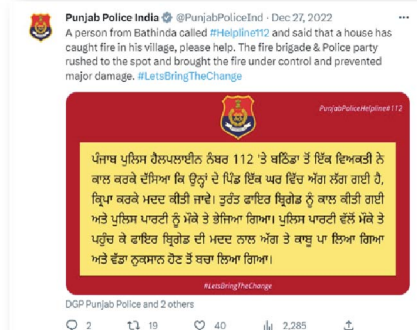 Punjab Police India @PunjabPoliceInd · Dec 27, 2022
A person from Bathinda called #Helpline112 and said that a house has
caught fire in his village, please help. The fire brigade & Police party
rushed to the spot and brought the fire under control and prevented
major damage. #LetsBringTheChange
PunjabPoliceHelpline#112
ਪੰਜਾਬ ਪੁਲਿਸ ਹੈਲਪਲਾਈਨ ਨੰਬਰ 112 'ਤੇ ਬਠਿੰਡਾ ਤੋਂ ਇੱਕ ਵਿਅਕਤੀ ਨੇ
ਕਾਲ ਕਰਕੇ ਦੱਸਿਆ ਕਿ ਉਨ੍ਹਾਂ ਦੇ ਪਿੰਡ ਇੱਕ ਘਰ ਵਿੱਚ ਅੱਗ ਲੱਗ ਗਈ ਹੈ,
ਕ੍ਰਿਪਾ ਕਰਕੇ ਮਦਦ ਕੀਤੀ ਜਾਵੇ। ਤੁਰੰਤ ਫਾਇਰ ਬ੍ਰਿਗੇਡ ਨੂੰ ਕਾਲ ਕੀਤੀ ਗਈ
ਅਤੇ ਪੁਲਿਸ ਪਾਰਟੀ ਨੂੰ ਮੌਕੇ ਤੇ ਭੇਜਿਆ ਗਿਆ। ਪੁਲਿਸ ਪਾਰਟੀ ਵੱਲੋਂ ਮੌਕੇ ਤੇ
ਪਹੁੰਚ ਕੇ ਫਾਇਰ ਬ੍ਰਿਗੇਡ ਦੀ ਮਦਦ ਨਾਲ ਅੱਗ ਤੇ ਕਾਬੂ ਪਾ ਲਿਆ ਗਿਆ
ਅਤੇ ਵੱਡਾ ਨੁਕਸਾਨ ਹੋਣ ਤੋਂ ਬਚਾ ਲਿਆ ਗਿਆ।
#LetsBringTheChange
DGP Punjab Police and 2 others
2 19 40 2,285